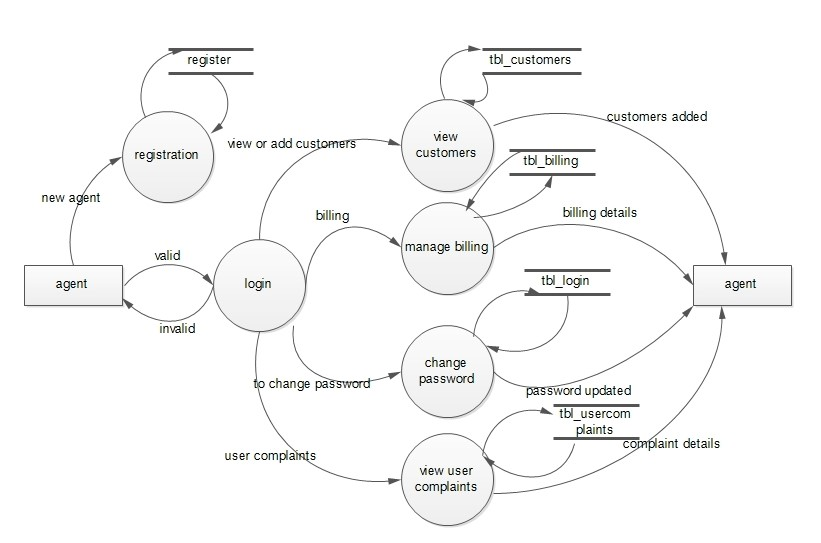 register
tbl_customers
customers added
registration
view or add customers
view
customers
tbl_billing
new agent
billing
billing details
manage billing
valid
agent
login
tbl_login
agent
invalid
change
password
to change password
password updated
tbl_usercom
plaints
complaint details
user complaints
view user
complaints